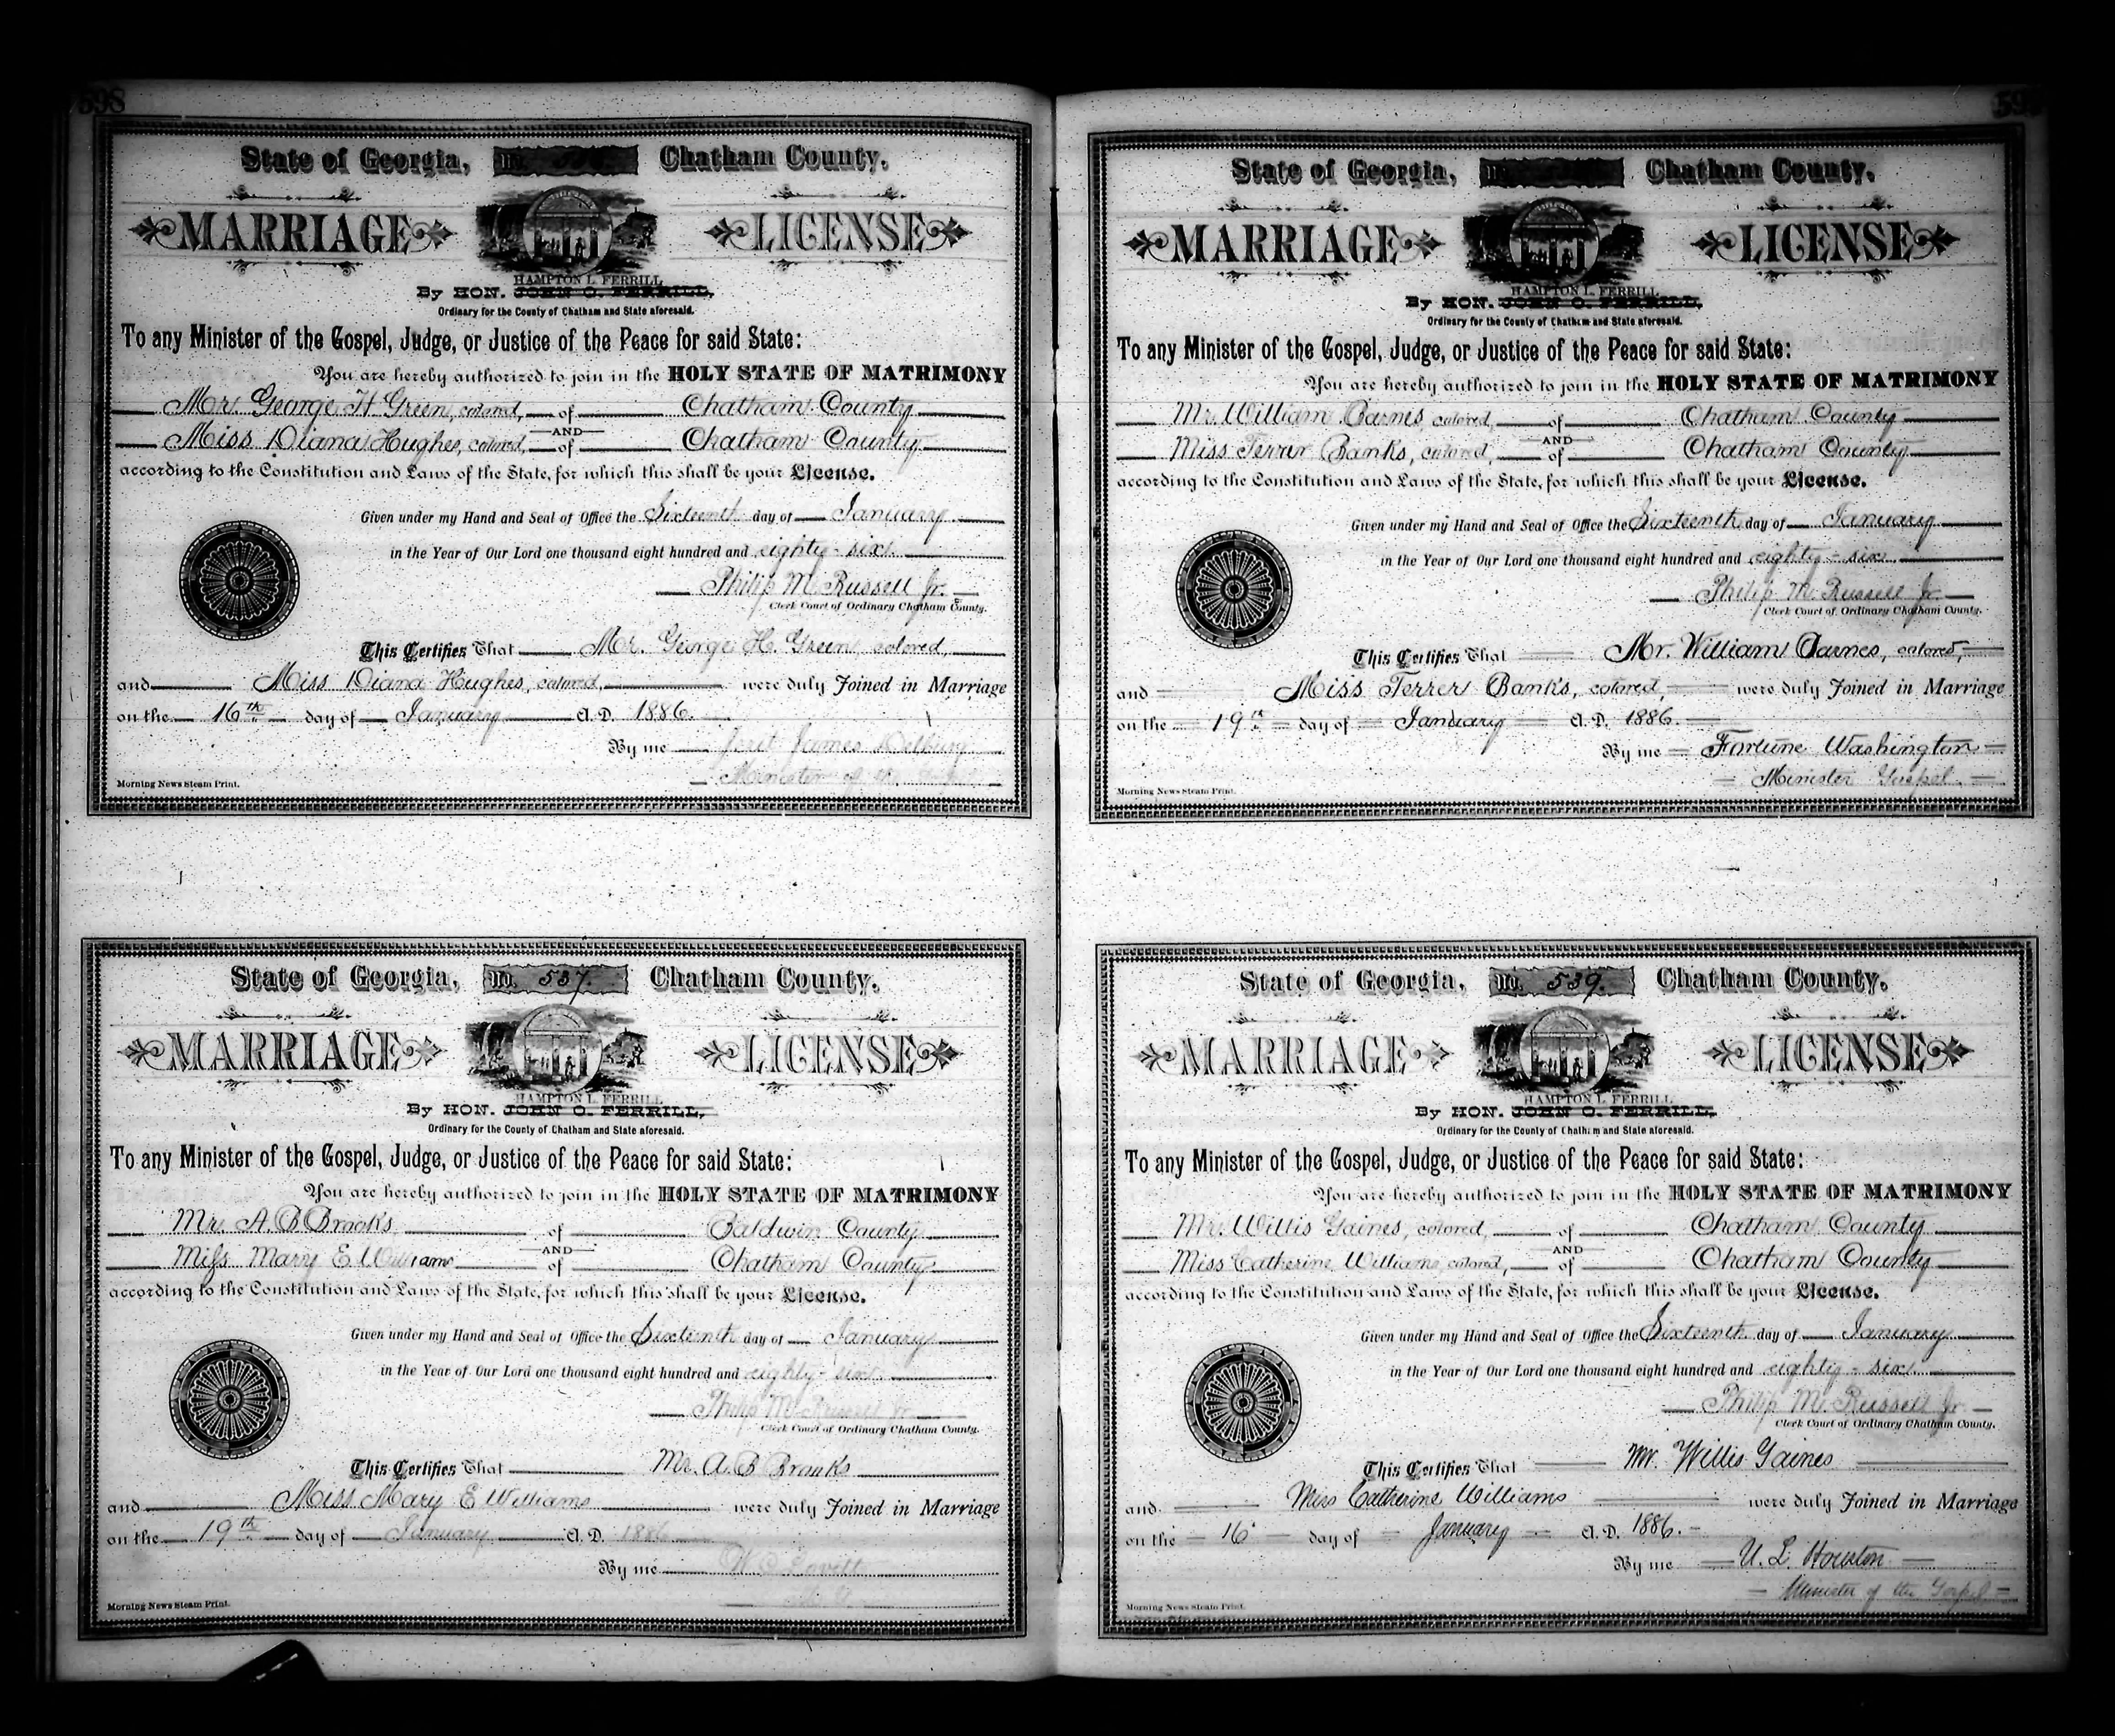 598
State of Georgia, No. Chatham County.
MARRIAGE LICENSE
HAMPTON L. FERRILL
By HON. JOHN O. FERRILL,
Ordinary for the County of Chatham and State aforesaid.
To any Minister of the Gospel, Judge, or Justice of the Peace for said State:
You are hereby authorized to join in the HOLY STATE OF MATRIMONY
Mr. George H Green, colored, of Chatham County
AND
Miss Diana Hughes, colored, of Chatham County
according to the Constitution and Laws of the State, for which this shall be your License.
Given under my Hand and Seal of Office the Sixteenth day of January
in the Year of Our Lord one thousand eight hundred and eighty-six.
Philip M. Russell Jr.
Clerk Court of Ordinary Chatham County.
This Certifies That Mr. George H. Green, colored,
and Miss Diana Hughes, colored, were duly Joined in Marriage
on the 16th day of January A.D. 1886.
By me James
Minister of the
Morning News Steam Print.
State of Georgia, No. 537. Chatham County.
MARRIAGE LICENSE
HAMPTON L. FERRILL
By HON. JOHN O. FERRILL,
Ordinary for the County of Chatham and State aforesaid.
To any Minister of the Gospel, Judge, or Justice of the Peace for said State:
You are hereby authorized to join in the HOLY STATE OF MATRIMONY
Mr. A. B Brooks of Baldwin County
AND
Miss Mary E. Williams of Chatham County
according to the Constitution and Laws of the State, for which this shall be your License.
Given under my Hand and Seal of Office the Sixteenth day of January
in the Year of Our Lord one thousand eight hundred and eighty-six.
Philip M. Russell Jr.
Clerk Court of Ordinary Chatham County.
This Certifies That Mr. A B Brooks
and Miss Mary E Williams were duly Joined in Marriage
on the 19th day of January A.D. 1886
By me W. Lovett
Morning News Steam Print.
State of Georgia, Chatham County.
MARRIAGE LICENSE
HAMPTON L. FERRILL
By HON. JOHN O. FERRILL,
Ordinary for the County of Chatham and State aforesaid.
To any Minister of the Gospel, Judge, or Justice of the Peace for said State:
You are hereby authorized to join in the HOLY STATE OF MATRIMONY
Mr. William Barnes colored, of Chatham County
AND
Miss Ferrer Banks, colored, of Chatham County
according to the Constitution and Laws of the State, for which this shall be your License.
Given under my Hand and Seal of Office the Sixteenth day of January
in the Year of Our Lord one thousand eight hundred and eighty-six
Philip M. Russell Jr.
Clerk Court of Ordinary Chatham County.
This Certifies That Mr. William Barnes, colored,
and Miss Ferrer Banks, colored, were duly Joined in Marriage
on the 19th day of January A.D. 1886.
By me Fortune Washington
Minister Gospel.
Morning News Steam Print.
State of Georgia, No. 539. Chatham County.
MARRIAGE LICENSE
HAMPTON L. FERRILL
By HON. JOHN O. FERRILL,
Ordinary for the County of Chatham and State aforesaid.
To any Minister of the Gospel, Judge, or Justice of the Peace for said State:
You are hereby authorized to join in the HOLY STATE OF MATRIMONY
Mr. Willis Gaines, colored, of Chatham County
AND
Miss Catherine Williams, colored, of Chatham County
according to the Constitution and Laws of the State, for which this shall be your License.
Given under my Hand and Seal of Office the Sixteenth day of January
in the Year of Our Lord one thousand eight hundred and eighty-six.
Philip M. Russell Jr.
Clerk Court of Ordinary Chatham County.
This Certifies That Mr. Willis Gaines
and Miss Catherine Williams were duly Joined in Marriage
on the 16 day of January A.D. 1886.
By me U. L. Houston
Minister of the Gospel
Morning News Steam Print.